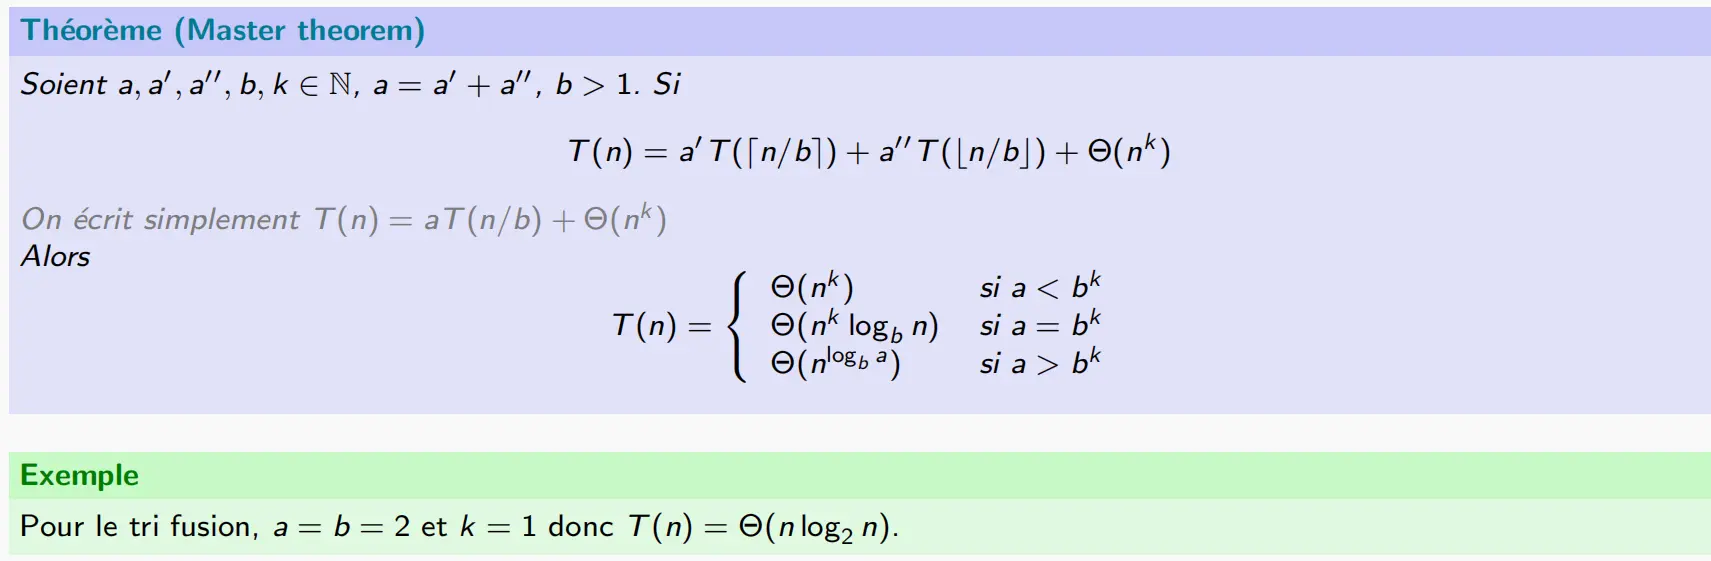 Théorème (Master theorem)
Soient a, a′, a′′, b, k ∈ ℕ, a = a′ + a′′, b > 1. Si
T(n) = a′ T(⌈n/b⌉) + a′′ T(⌊n/b⌋) + Θ(n^k)
On écrit simplement T(n) = aT(n/b) + Θ(n^k)
Alors
T(n) = { Θ(n^k) si a < b^k
Θ(n^k log_b n) si a = b^k
Θ(n^{log_b a}) si a > b^k
Exemple
Pour le tri fusion, a = b = 2 et k = 1 donc T(n) = Θ(n log₂ n).